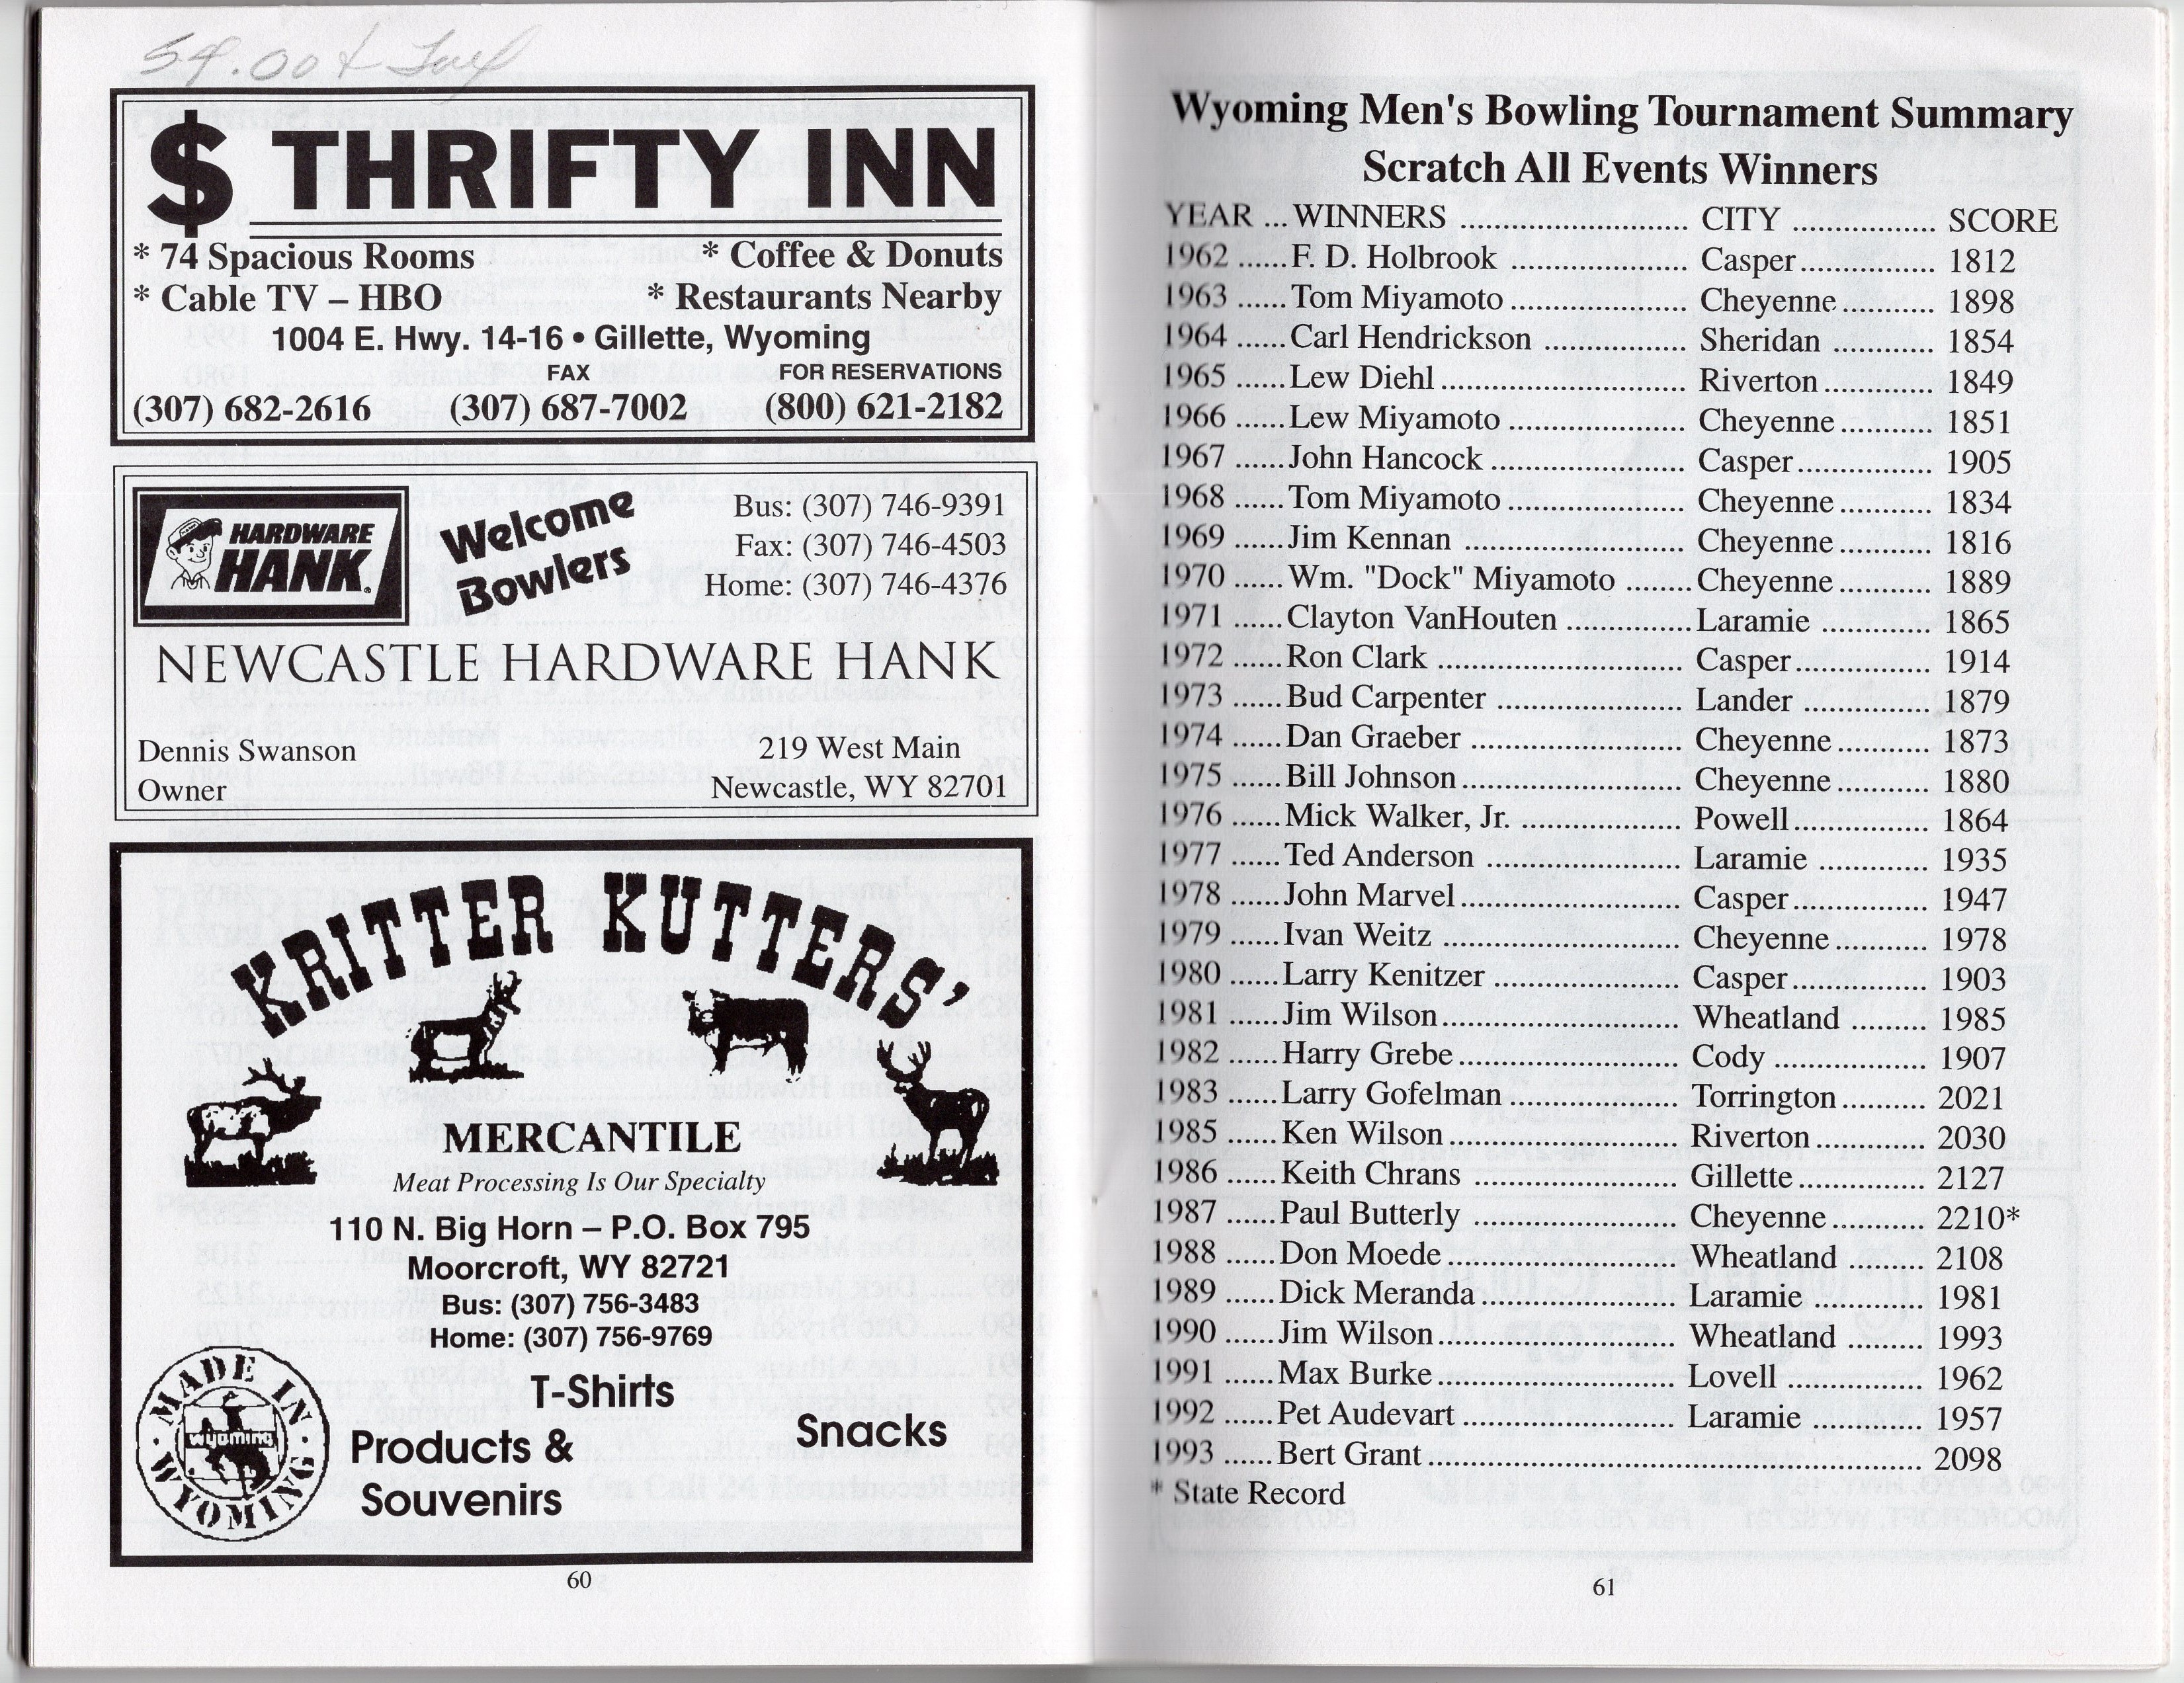 54.00 + Tax
$ THRIFTY INN
* 74 Spacious Rooms * Coffee & Donuts
* Cable TV – HBO * Restaurants Nearby
1004 E. Hwy. 14-16 • Gillette, Wyoming
FAX FOR RESERVATIONS
(307) 682-2616 (307) 687-7002 (800) 621-2182
HARDWARE
HANK®
Welcome
Bowlers
Bus: (307) 746-9391
Fax: (307) 746-4503
Home: (307) 746-4376
NEWCASTLE HARDWARE HANK
Dennis Swanson
Owner
219 West Main
Newcastle, WY 82701
KRITTER KUTTERS'
MERCANTILE
Meat Processing Is Our Specialty
110 N. Big Horn – P.O. Box 795
Moorcroft, WY 82721
Bus: (307) 756-3483
Home: (307) 756-9769
MADE IN
Wyoming
WYOMING
T-Shirts
Snacks
Products &
Souvenirs
60
Wyoming Men's Bowling Tournament Summary
Scratch All Events Winners
YEAR ... WINNERS ............................ CITY ................. SCORE
1962 ......F. D. Holbrook ...................... Casper................ 1812
1963 ......Tom Miyamoto ...................... Cheyenne........... 1898
1964 ......Carl Hendrickson ................. Sheridan ............ 1854
1965 ......Lew Diehl.............................. Riverton............. 1849
1966 ......Lew Miyamoto ...................... Cheyenne........... 1851
1967 ......John Hancock ........................ Casper................ 1905
1968 ......Tom Miyamoto ...................... Cheyenne........... 1834
1969 ......Jim Kennan ........................... Cheyenne........... 1816
1970 ......Wm. "Dock" Miyamoto ........Cheyenne........... 1889
1971 ......Clayton VanHouten ...............Laramie ............. 1865
1972 ......Ron Clark .............................. Casper................ 1914
1973 ......Bud Carpenter ....................... Lander ............... 1879
1974 ......Dan Graeber .......................... Cheyenne........... 1873
1975 ......Bill Johnson........................... Cheyenne........... 1880
1976 ......Mick Walker, Jr. .................... Powell................ 1864
1977 ......Ted Anderson ........................ Laramie ............. 1935
1978 ......John Marvel........................... Casper................ 1947
1979 ......Ivan Weitz ............................. Cheyenne........... 1978
1980 ......Larry Kenitzer ....................... Casper................ 1903
1981 ......Jim Wilson............................. Wheatland ......... 1985
1982 ......Harry Grebe........................... Cody .................. 1907
1983 ......Larry Gofelman ..................... Torrington.......... 2021
1985 ......Ken Wilson............................ Riverton............. 2030
1986 ......Keith Chrans ......................... Gillette............... 2127
1987 ......Paul Butterly ......................... Cheyenne........... 2210*
1988 ......Don Moede............................ Wheatland ......... 2108
1989 ......Dick Meranda........................ Laramie ............. 1981
1990 ......Jim Wilson............................. Wheatland ......... 1993
1991 ......Max Burke............................. Lovell ................ 1962
1992 ......Pet Audevart .......................... Laramie ............. 1957
1993 ......Bert Grant.............................................................. 2098
* State Record
61